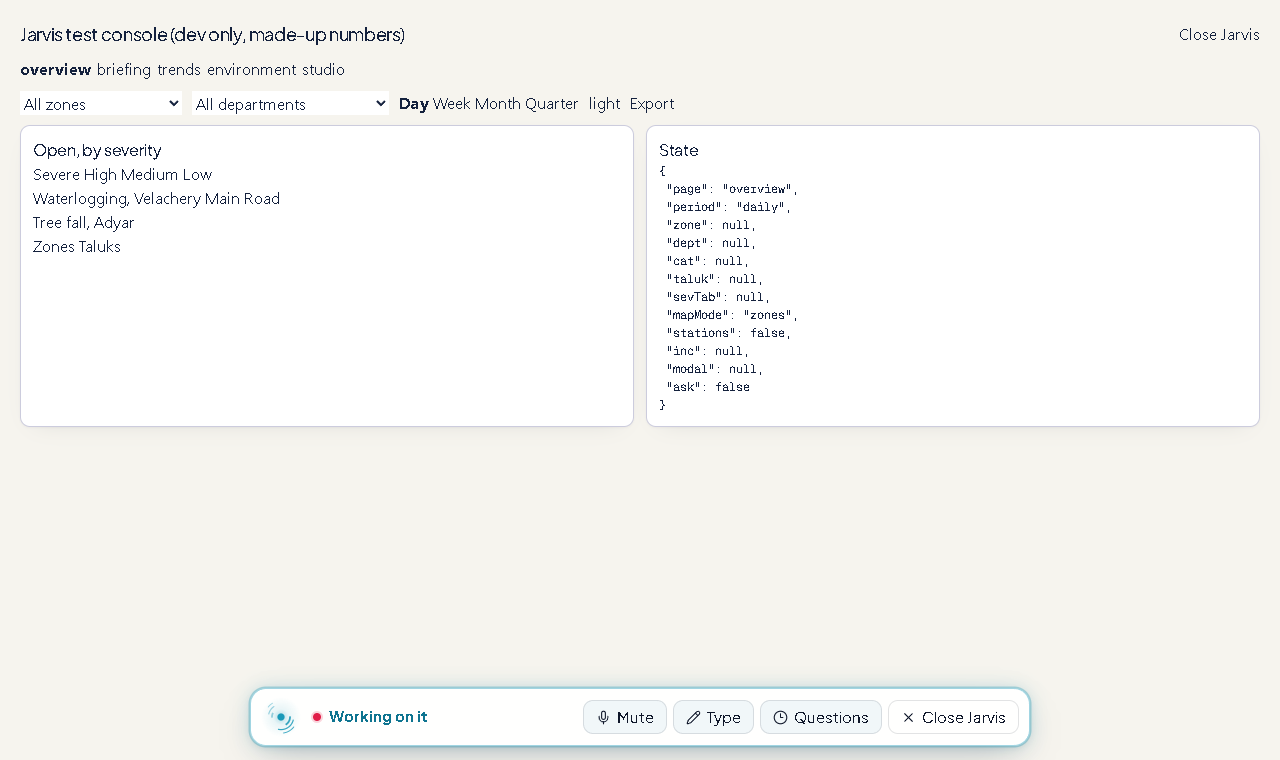 Jarvis test console (dev only, made-up numbers) Close Jarvis
overview briefing trends environment studio
All zones All departments Day Week Month Quarter light Export
Open, by severity
Severe High Medium Low
Waterlogging, Velachery Main Road
Tree fall, Adyar
Zones Taluks
State
{
"page": "overview",
"period": "daily",
"zone": null,
"dept": null,
"cat": null,
"taluk": null,
"sevTab": null,
"mapMode": "zones",
"stations": false,
"inc": null,
"modal": null,
"ask": false
}
Working on it Mute Type Questions Close Jarvis